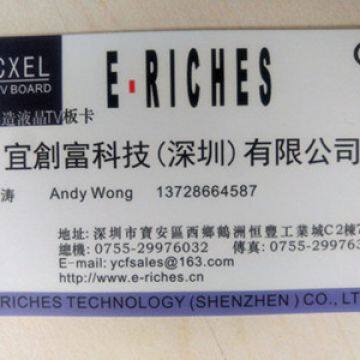 CXEL
V BOARD
E·RICHES
造液晶TV板卡
宜創富科技(深圳)有限公司
涛 Andy Wong 13728664587
地址:深圳市寶安區西鄉鶴洲恒豐工業城C2棟7
總機:0755-29976032 傳真:0755-299763
E-mail:ycfsales@163.com
http://www.e-riches.cn
RICHES TECHNOLOGY (SHENZHEN) CO., LT